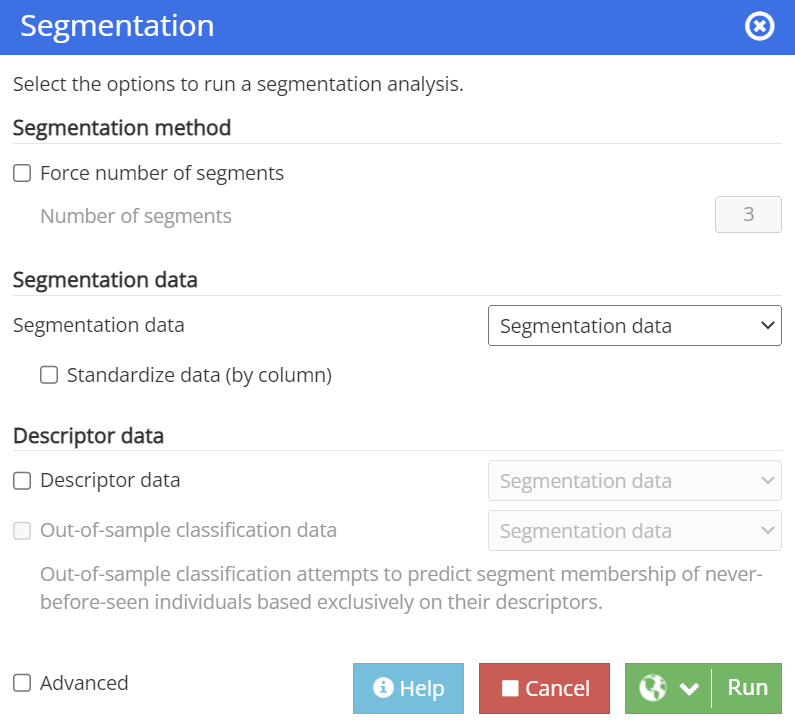 Segmentation
Select the options to run a segmentation analysis.
Segmentation method
Force number of segments
Number of segments
3
Segmentation data
Segmentation data
Segmentation data
Standardize data (by column)
Descriptor data
Descriptor data
Segmentation data
Out-of-sample classification data
Segmentation data
Out-of-sample classification attempts to predict segment membership of never-
before-seen individuals based exclusively on their descriptors.
Advanced
Help
Cancel
Run